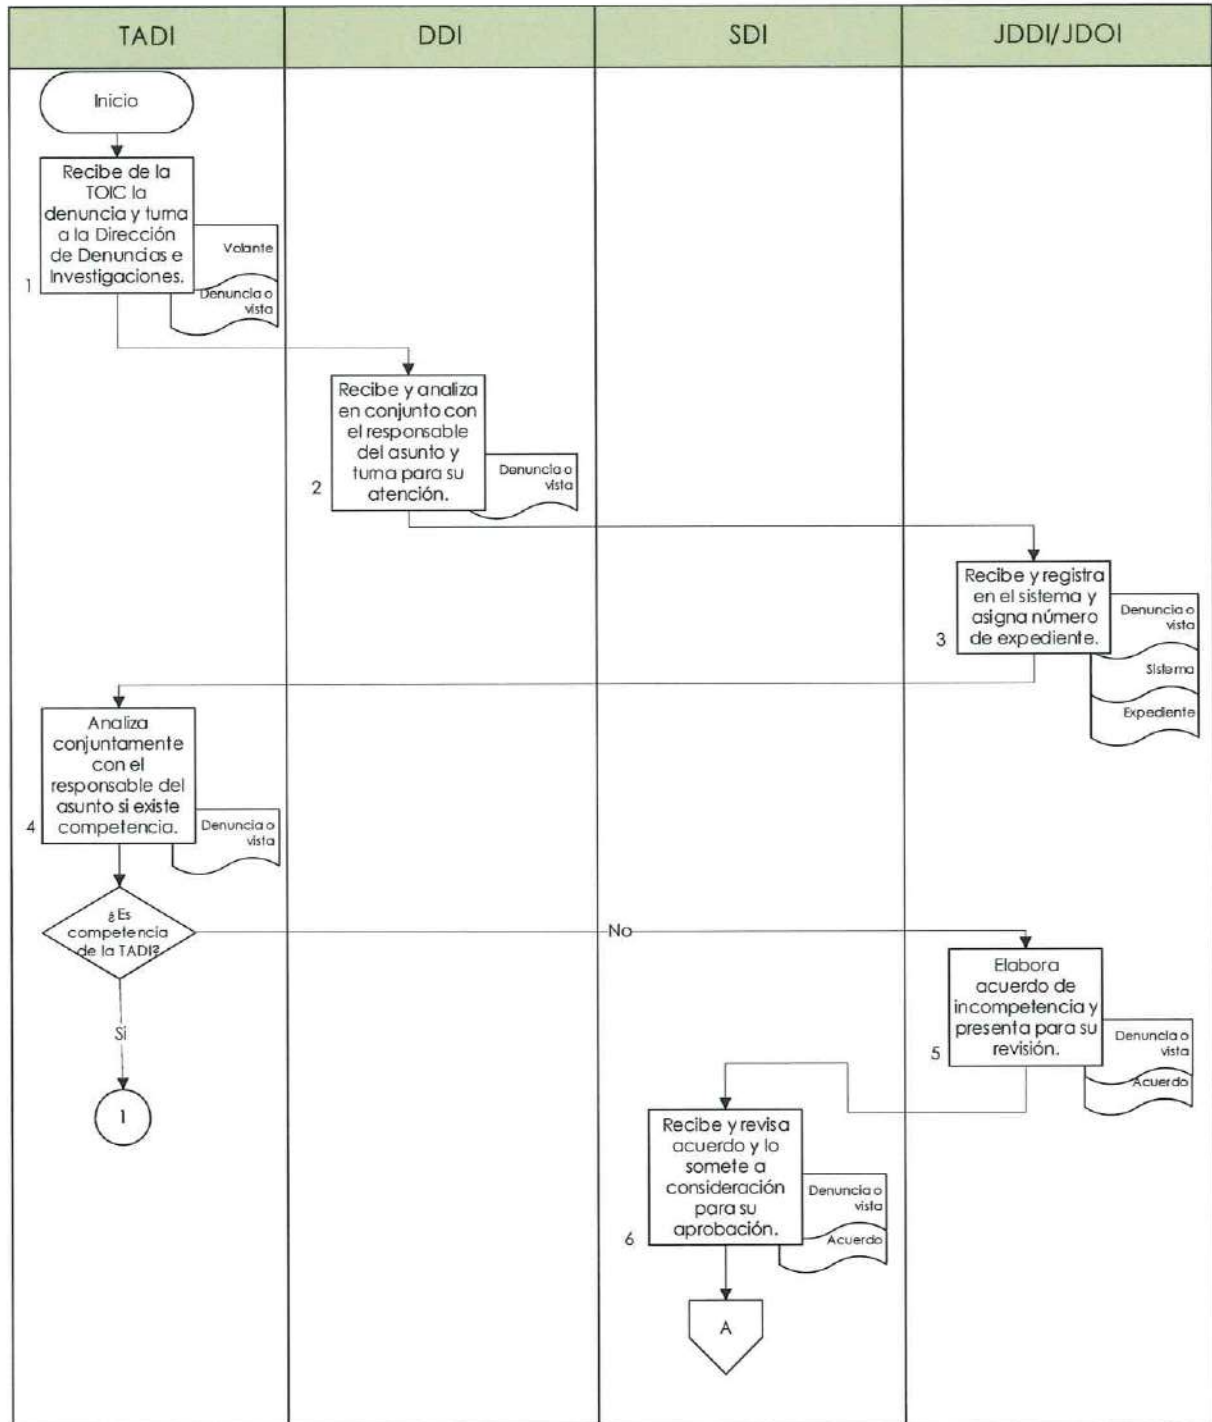 TADI
DDI
SDI
JDDI/JDOI
Inicio
Recibe de la
TOIC la
denuncia y turna
a la Dirección
de Denuncias e
Investigaciones.
1
Volante
Denuncia o
vista
Recibe y analiza
en conjunto con
el responsable
del asunto y
turna para su
atención.
2
Denuncia o
vista
Recibe y registra
en el sistema y
asigna número
de expediente.
3
Denuncia o
vista
Sistema
Expediente
Analiza
conjuntamente
con el
responsable del
asunto si existe
competencia.
4
Denuncia o
vista
¿Es
competencia
de la TADI?
No
Si
1
Elabora
acuerdo de
incompetencia y
presenta para su
revisión.
5
Denuncia o
vista
Acuerdo
Recibe y revisa
acuerdo y lo
somete a
consideración
para su
aprobación.
6
Denuncia o
vista
Acuerdo
A